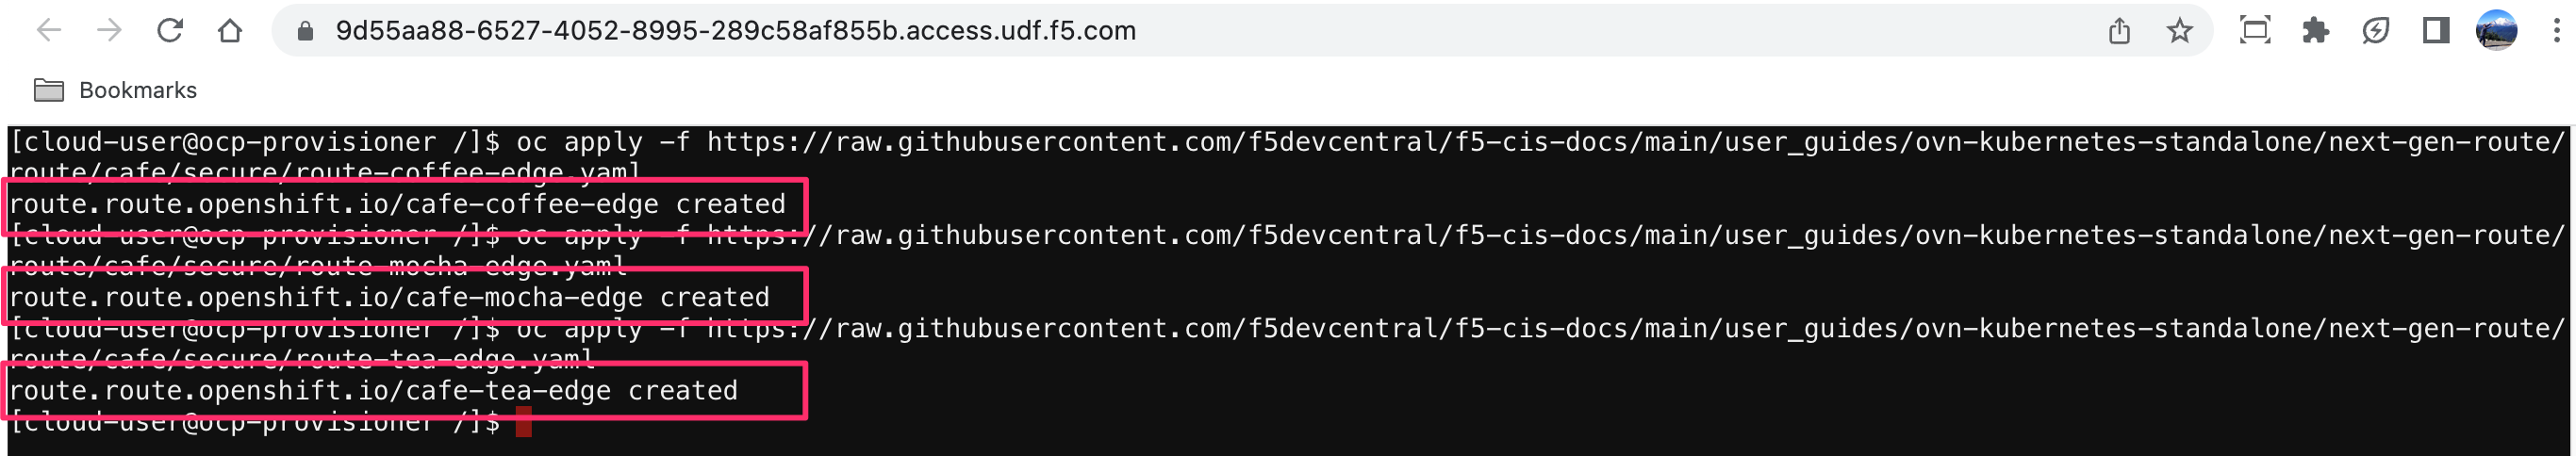 9d55aa88-6527-4052-8995-289c58af855b.access.udf.f5.com
Bookmarks
[cloud-user@ocp-provisioner /]$ oc apply -f https://raw.githubusercontent.com/f5devcentral/f5-cis-docs/main/user_guides/ovn-kubernetes-standalone/next-gen-route/
route/cafe/secure/route-coffee-edge.yaml
route.route.openshift.io/cafe-coffee-edge created
[cloud-user@ocp-provisioner /]$ oc apply -f https://raw.githubusercontent.com/f5devcentral/f5-cis-docs/main/user_guides/ovn-kubernetes-standalone/next-gen-route/
route/cafe/secure/route-mocha-edge.yaml
route.route.openshift.io/cafe-mocha-edge created
[cloud-user@ocp-provisioner /]$ oc apply -f https://raw.githubusercontent.com/f5devcentral/f5-cis-docs/main/user_guides/ovn-kubernetes-standalone/next-gen-route/
route/cafe/secure/route-tea-edge.yaml
route.route.openshift.io/cafe-tea-edge created
[cloud-user@ocp-provisioner /]$